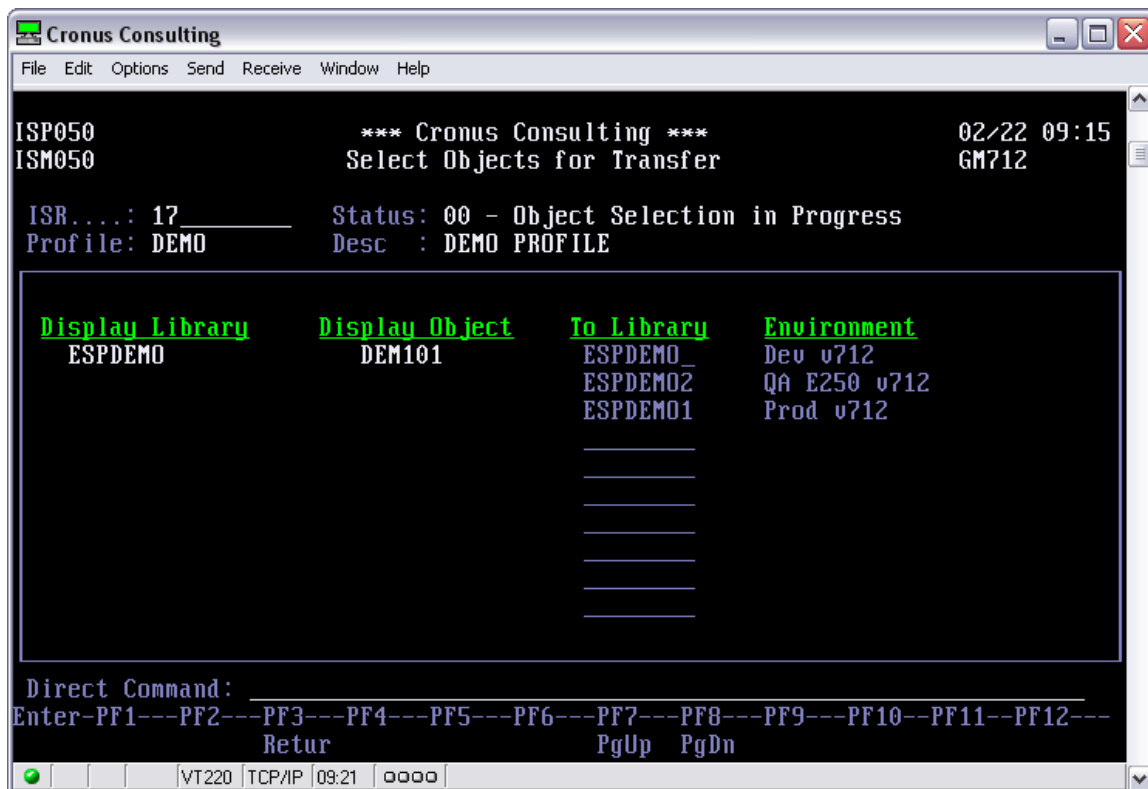 Cronus Consulting
File Edit Options Send Receive Window Help
ISP050 *** Cronus Consulting *** 02/22 09:15
ISM050 Select Objects for Transfer GM712
ISR....: 17_______ Status: 00 - Object Selection in Progress
Profile: DEMO Desc : DEMO PROFILE
Display Library Display Object To Library Environment
ESPDEMO DEM101 ESPDEMO_ Dev v712
ESPDEMO2 QA E250 v712
ESPDEMO1 Prod v712
Direct Command:
Enter-PF1---PF2---PF3---PF4---PF5---PF6---PF7---PF8---PF9---PF10--PF11--PF12---
Retur PgUp PgDn
VT220 TCP/IP 09:21